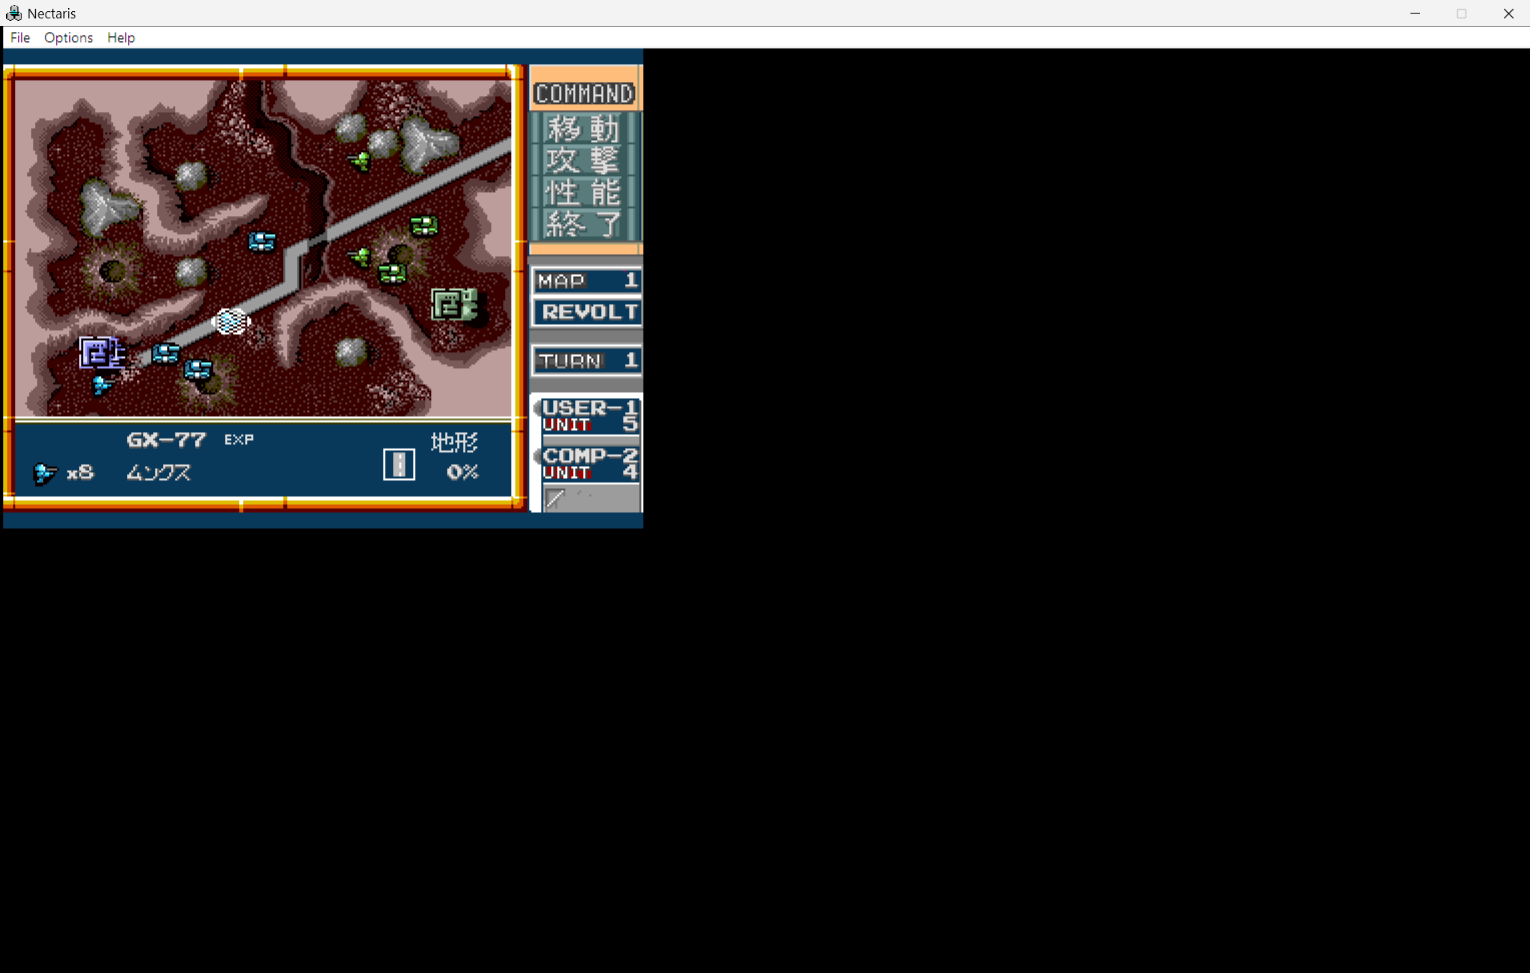 Nectaris
File Options Help
COMMAND
移動
攻撃
性能
終了
MAP 1
REVOLT
TURN 1
USER-1
UNIT 5
COMP-2
UNIT 4
GX-77 EXP
地形
x8 ムンクス
0%